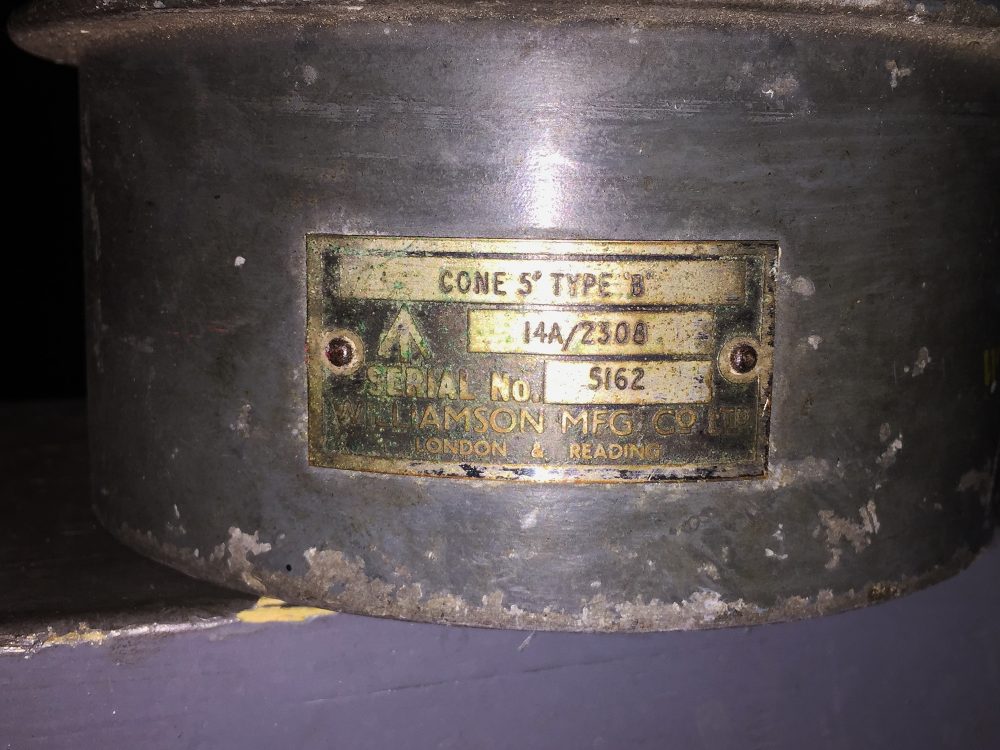 CONE 5" TYPE "B"
14A/2308
SERIAL No. 5162
WILLIAMSON MFG. CO LTD
LONDON & READING